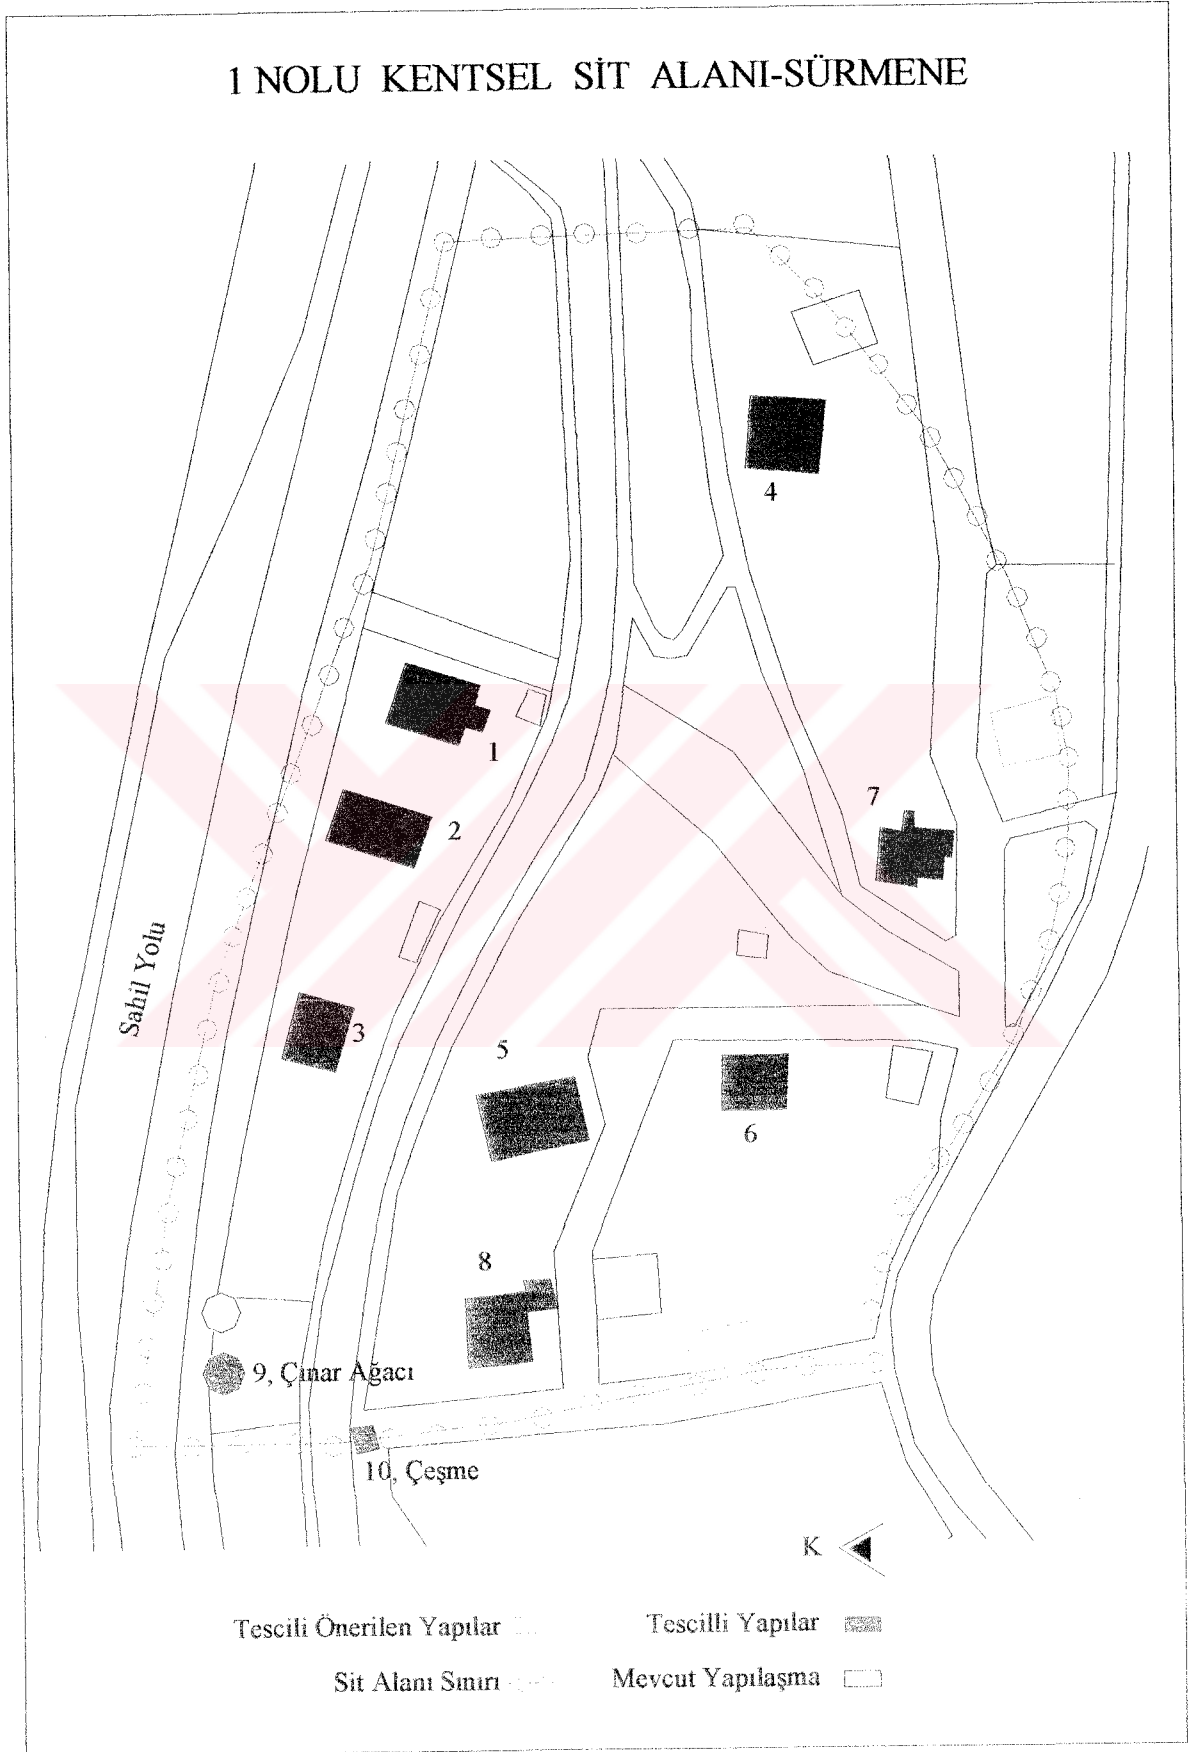 1 NOLU KENTSEL SİT ALANI-SÜRMENE
4
1
7
2
Sahil Yolu
3
5
6
8
9, Çınar Ağacı
10, Çeşme
K
Tescili Önerilen Yapılar
Tescilli Yapılar
Sit Alanı Sınırı
Mevcut Yapılaşma